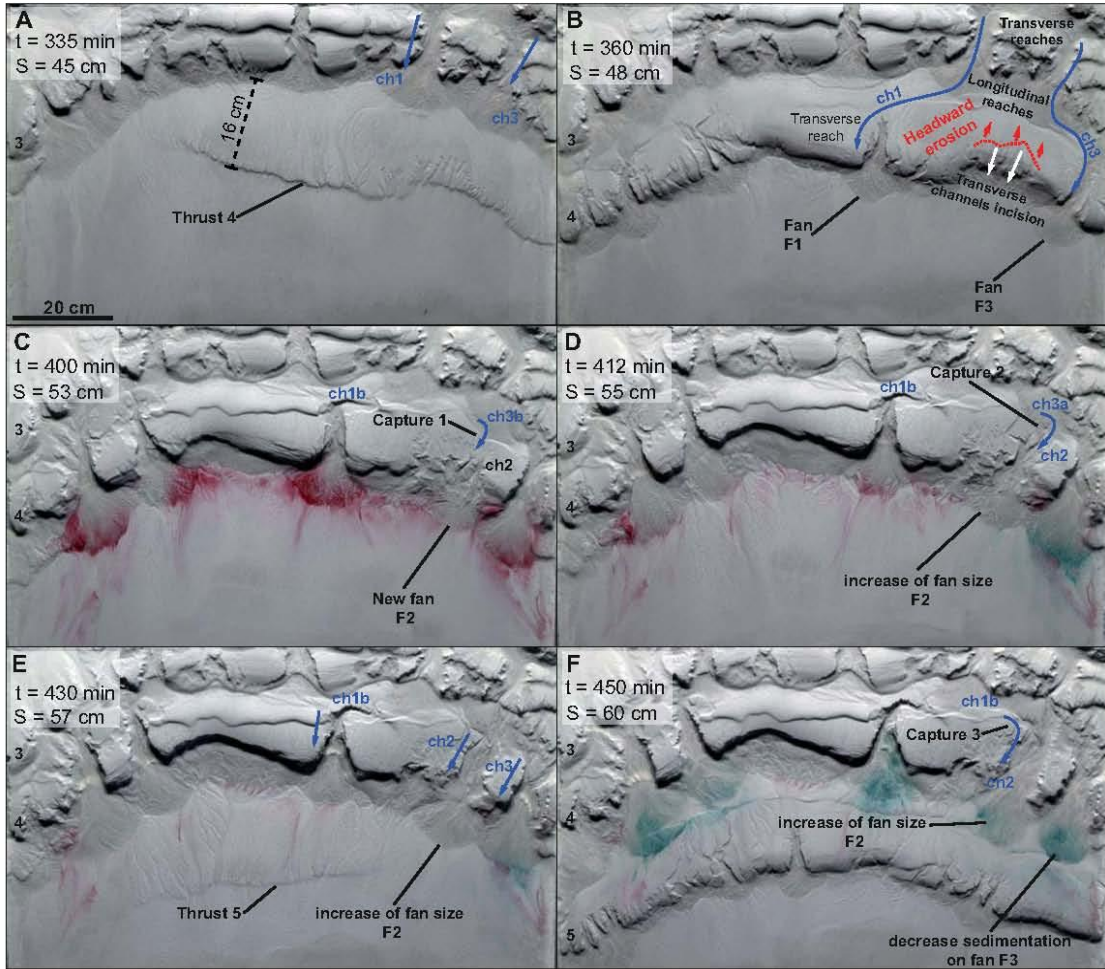 A
t = 335 min
S = 45 cm
ch1
ch3
16 cm
3
Thrust 4
20 cm
B
t = 360 min
S = 48 cm
Transverse
reaches
ch1
Longitudinal
reaches
Transverse
reach
Headward
erosion
ch3
3
Transverse
channels incision
4
Fan
F1
Fan
F3
C
t = 400 min
S = 53 cm
ch1b
Capture 1
ch3b
3
ch2
4
New fan
F2
D
t = 412 min
S = 55 cm
Capture 2
ch1b
ch3a
3
ch2
4
increase of fan size
F2
E
t = 430 min
S = 57 cm
ch1b
3
ch2
ch3
4
Thrust 5
increase of fan size
F2
F
t = 450 min
S = 60 cm
ch1b
3
Capture 3
ch2
4
increase of fan size
F2
5
decrease sedimentation
on fan F3